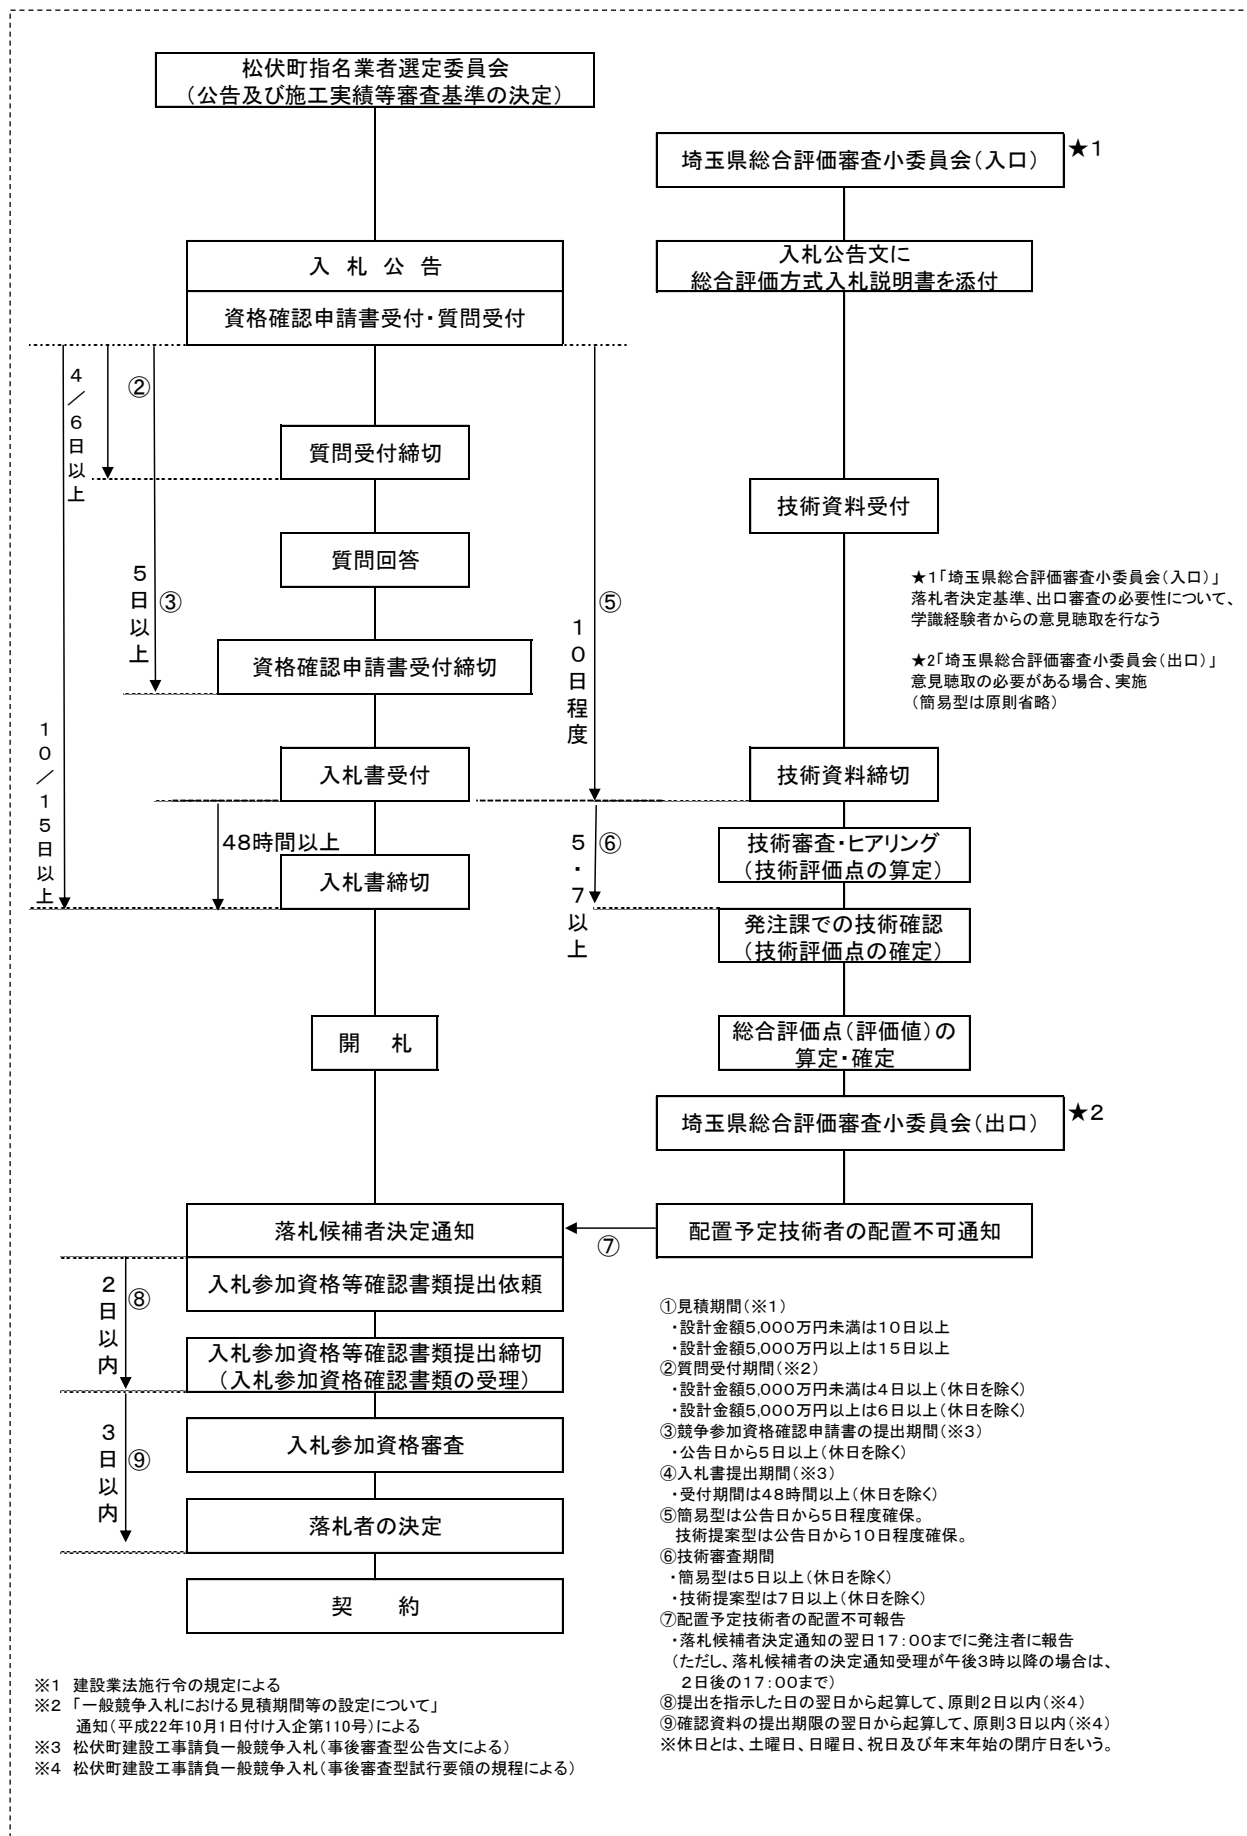 松伏町指名業者選定委員会
（公告及び施工実績等審査基準の決定）
埼玉県総合評価審査小委員会（入口）
★1
入 札 公 告
資格確認申請書受付・質問受付
入札公告文に
総合評価方式入札説明書を添付
4／6日以上
②
質問受付締切
技術資料受付
質問回答
5日以上
③
⑤
10日程度
資格確認申請書受付締切
★1「埼玉県総合評価審査小委員会（入口）」
落札者決定基準、出口審査の必要性について、
学識経験者からの意見聴取を行なう
★2「埼玉県総合評価審査小委員会（出口）」
意見聴取の必要がある場合、実施
（簡易型は原則省略）
10／15日以上
入札書受付
技術資料締切
48時間以上
入札書締切
5・7以上
⑥
技術審査・ヒアリング
（技術評価点の算定）
発注課での技術確認
（技術評価点の確定）
開 札
総合評価点（評価値）の
算定・確定
埼玉県総合評価審査小委員会（出口）
★2
落札候補者決定通知
⑦
配置予定技術者の配置不可通知
入札参加資格等確認書類提出依頼
2日以内
⑧
入札参加資格等確認書類提出締切
（入札参加資格確認書類の受理）
3日以内
⑨
入札参加資格審査
落札者の決定
契 約
①見積期間（※1）
・設計金額5,000万円未満は10日以上
・設計金額5,000万円以上は15日以上
②質問受付期間（※2）
・設計金額5,000万円未満は4日以上（休日を除く）
・設計金額5,000万円以上は6日以上（休日を除く）
③競争参加資格確認申請書の提出期間（※3）
・公告日から5日以上（休日を除く）
④入札書提出期間（※3）
・受付期間は48時間以上（休日を除く）
⑤簡易型は公告日から5日程度確保。
技術提案型は公告日から10日程度確保。
⑥技術審査期間
・簡易型は5日以上（休日を除く）
・技術提案型は7日以上（休日を除く）
⑦配置予定技術者の配置不可報告
・落札候補者決定通知の翌日17：00までに発注者に報告
（ただし、落札候補者の決定通知受理が午後3時以降の場合は、
2日後の17：00まで）
⑧提出を指示した日の翌日から起算して、原則2日以内（※4）
⑨確認資料の提出期限の翌日から起算して、原則3日以内（※4）
※休日とは、土曜日、日曜日、祝日及び年末年始の閉庁日をいう。
※1 建設業法施行令の規定による
※2 「一般競争入札における見積期間等の設定について」
通知（平成22年10月1日付け入企第110号）による
※3 松伏町建設工事請負一般競争入札（事後審査型公告文による）
※4 松伏町建設工事請負一般競争入札（事後審査型試行要領の規程による）